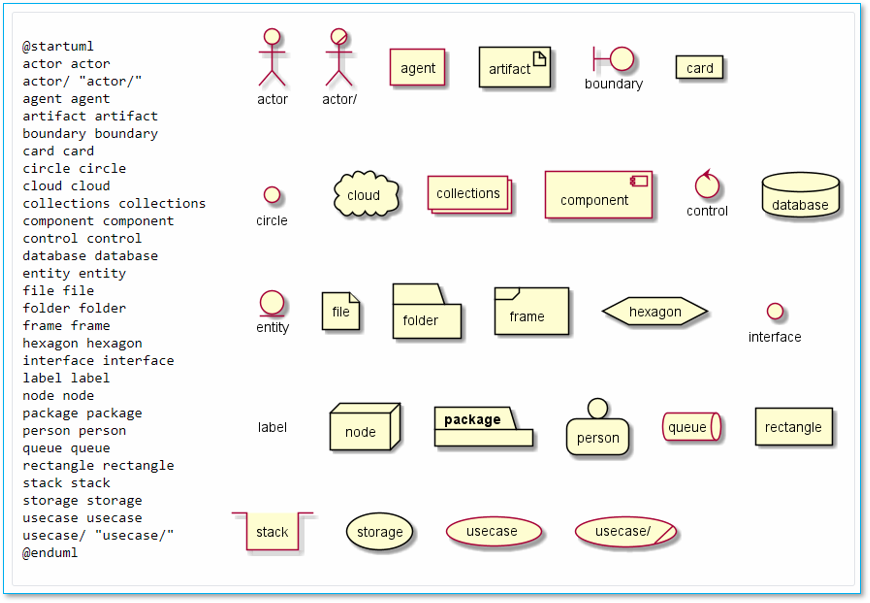 @startuml
actor actor
actor/ "actor/"
agent agent
artifact artifact
boundary boundary
card card
circle circle
cloud cloud
collections collections
component component
control control
database database
entity entity
file file
folder folder
frame frame
hexagon hexagon
interface interface
label label
node node
package package
person person
queue queue
rectangle rectangle
stack stack
storage storage
usecase usecase
usecase/ "usecase/"
@enduml
actor
actor/
agent
artifact
boundary
card
circle
cloud
collections
component
control
database
entity
file
folder
frame
hexagon
interface
label
node
package
person
queue
rectangle
stack
storage
usecase
usecase/